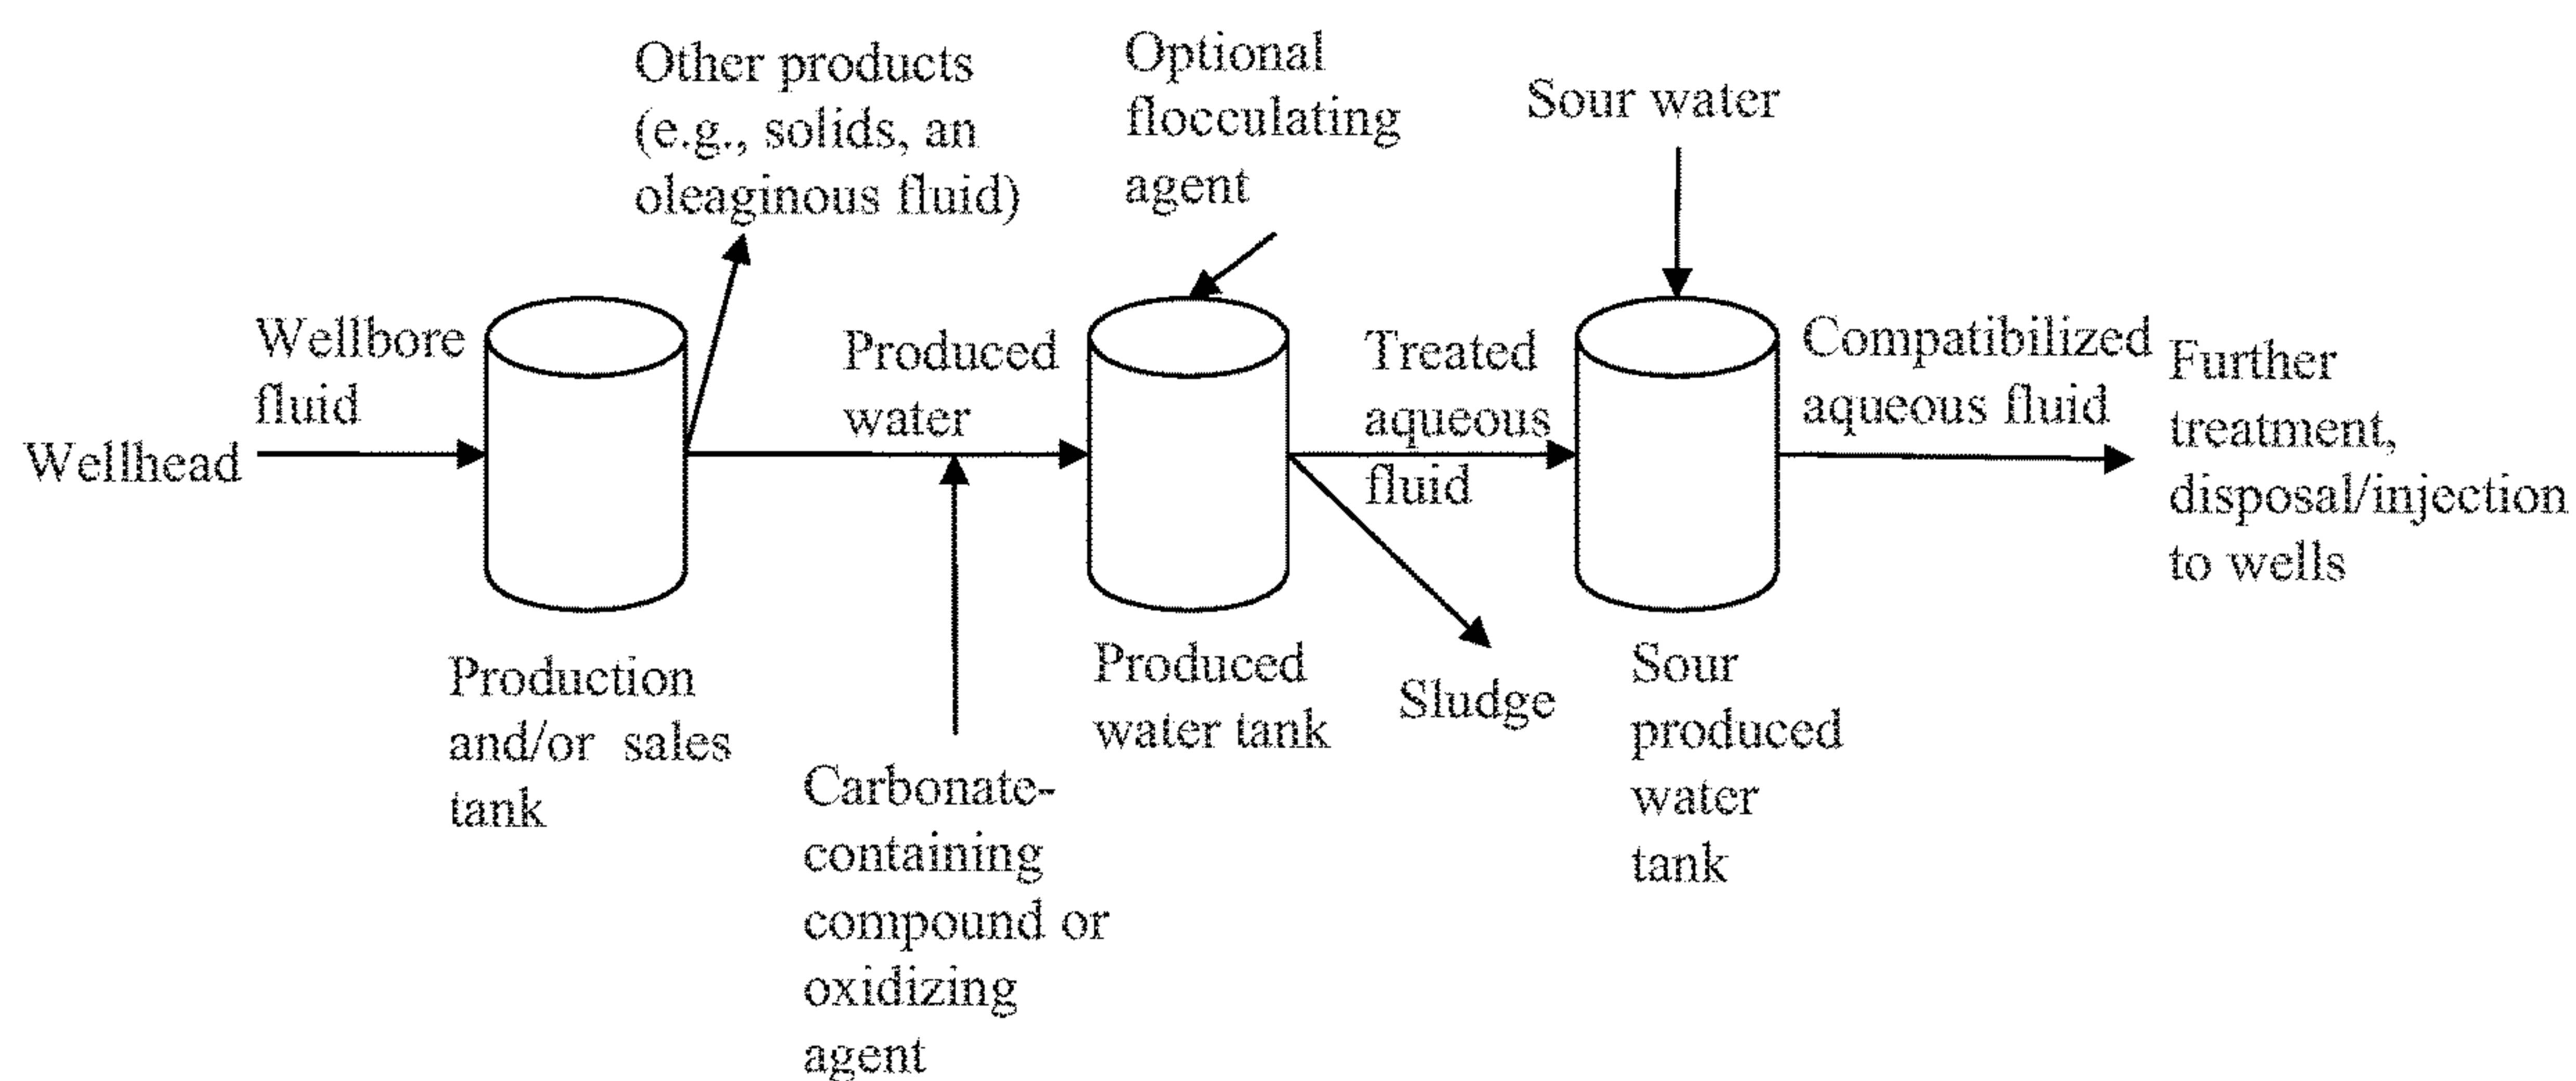 Other products
(e.g., solids, an
oleaginous fluid)
Optional
flocculating
agent
Sour water
Wellhead
Wellbore
fluid
Produced
water
Treated
aqueous
fluid
Compatibilized
aqueous fluid
Further
treatment,
disposal/injection
to wells
Production
and/or sales
tank
Carbonate-
containing
compound or
oxidizing
agent
Produced
water tank
Sludge
Sour
produced
water
tank